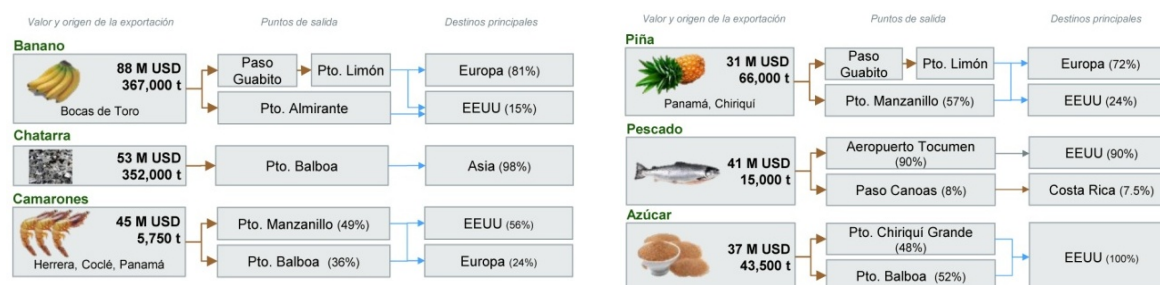 Valor y origen de la exportación
Puntos de salida
Destinos principales
Banano
88 M USD
367,000 t
Bocas de Toro
Paso
Guabito
Pto. Limón
Pto. Almirante
Europa (81%)
EEUU (15%)
Chatarra
53 M USD
352,000 t
Pto. Balboa
Asia (98%)
Camarones
45 M USD
5,750 t
Herrera, Coclé, Panamá
Pto. Manzanillo (49%)
Pto. Balboa (36%)
EEUU (56%)
Europa (24%)
Valor y origen de la exportación
Puntos de salida
Destinos principales
Piña
31 M USD
66,000 t
Panamá, Chiriquí
Paso
Guabito
Pto. Limón
Pto. Manzanillo (57%)
Europa (72%)
EEUU (24%)
Pescado
41 M USD
15,000 t
Aeropuerto Tocumen
(90%)
Paso Canoas (8%)
EEUU (90%)
Costa Rica (7.5%)
Azúcar
37 M USD
43,500 t
Pto. Chiriquí Grande
(48%)
Pto. Balboa (52%)
EEUU (100%)